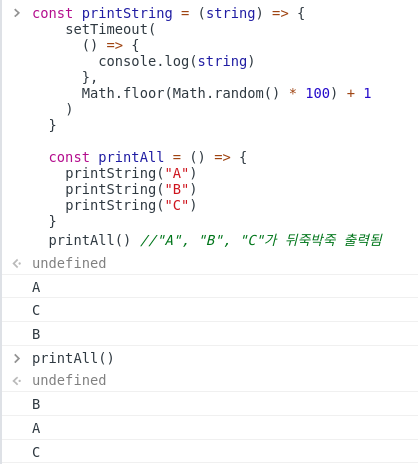 const printString = (string) => {
setTimeout(
() => {
console.log(string)
},
Math.floor(Math.random() * 100) + 1
)
}
const printAll = () => {
printString("A")
printString("B")
printString("C")
}
printAll() //"A", "B", "C"가 뒤죽박죽 출력됨
undefined
A
C
B
printAll()
undefined
B
A
C